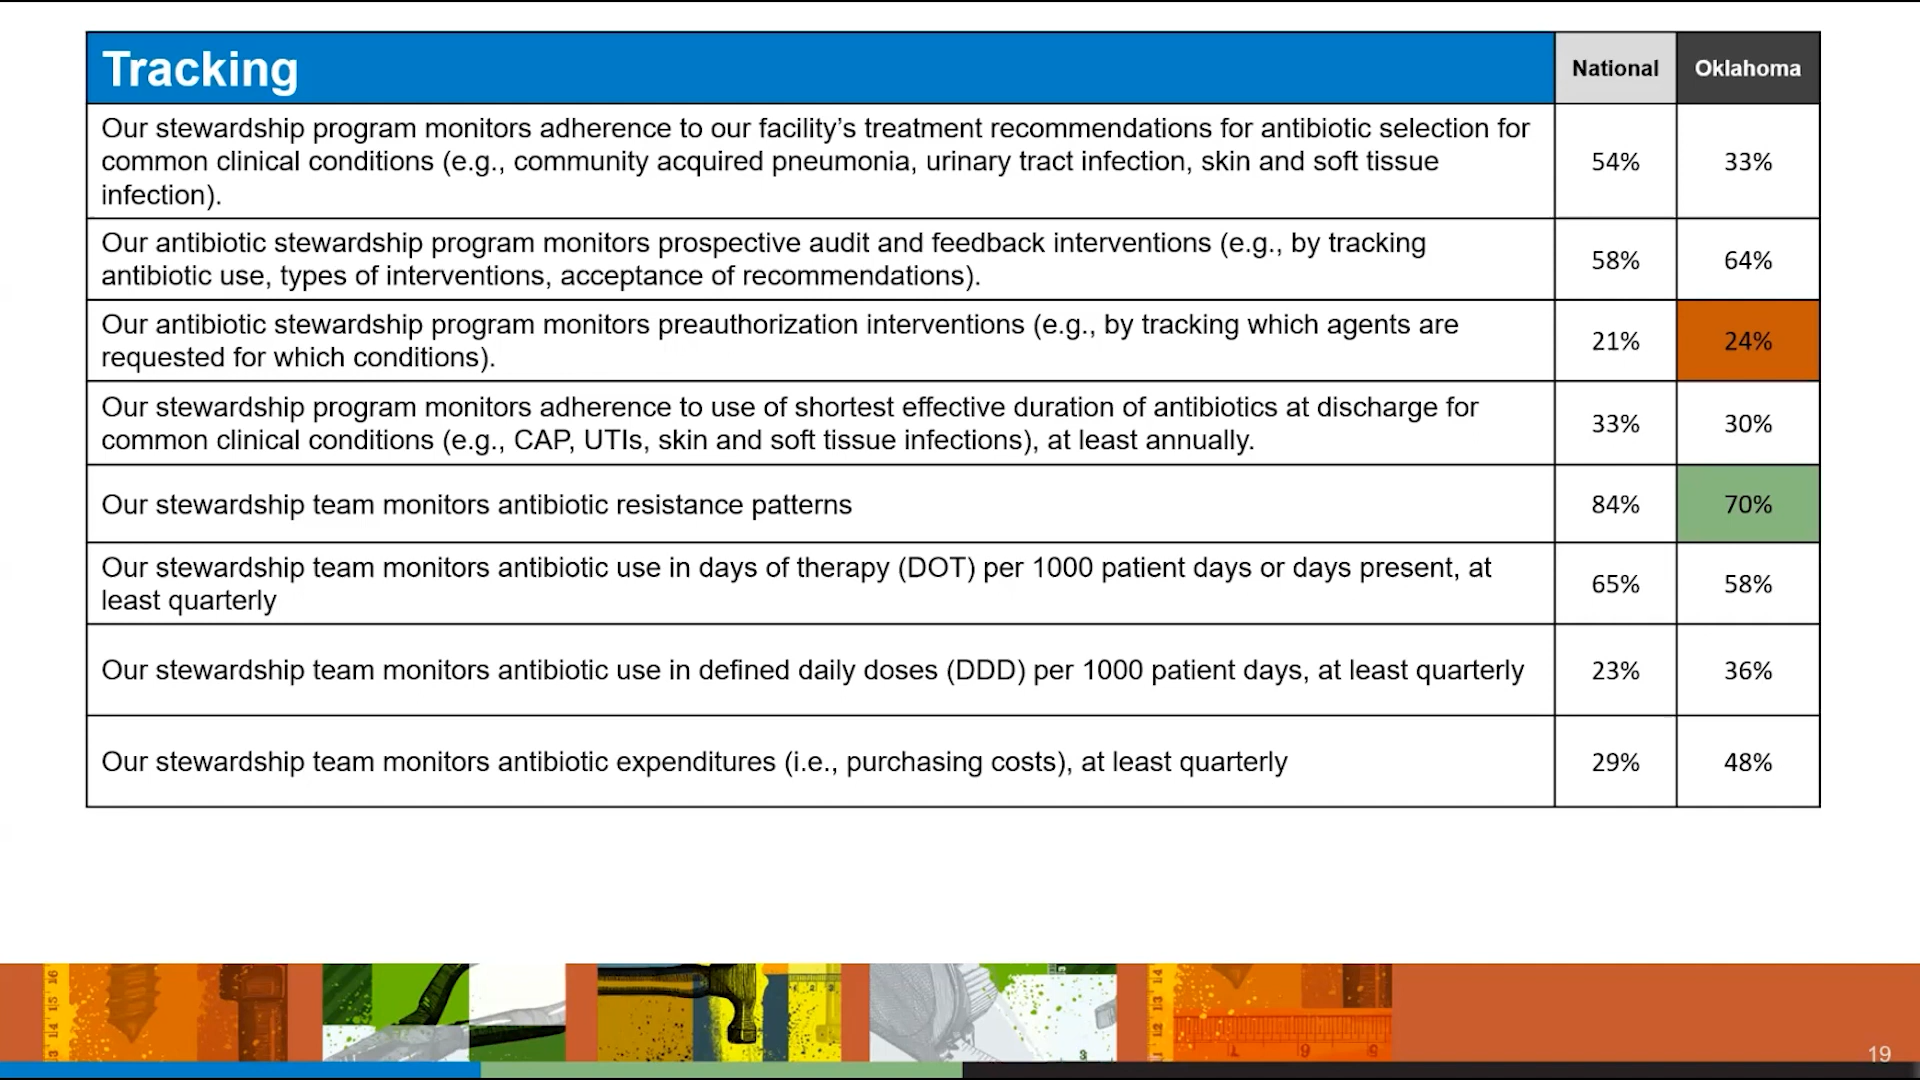 Tracking
National
Oklahoma
Our stewardship program monitors adherence to our facility’s treatment recommendations for antibiotic selection for
common clinical conditions (e.g., community acquired pneumonia, urinary tract infection, skin and soft tissue
infection).
54%
33%
Our antibiotic stewardship program monitors prospective audit and feedback interventions (e.g., by tracking
antibiotic use, types of interventions, acceptance of recommendations).
58%
64%
Our antibiotic stewardship program monitors preauthorization interventions (e.g., by tracking which agents are
requested for which conditions).
21%
24%
Our stewardship program monitors adherence to use of shortest effective duration of antibiotics at discharge for
common clinical conditions (e.g., CAP, UTIs, skin and soft tissue infections), at least annually.
33%
30%
Our stewardship team monitors antibiotic resistance patterns
84%
70%
Our stewardship team monitors antibiotic use in days of therapy (DOT) per 1000 patient days or days present, at
least quarterly
65%
58%
Our stewardship team monitors antibiotic use in defined daily doses (DDD) per 1000 patient days, at least quarterly
23%
36%
Our stewardship team monitors antibiotic expenditures (i.e., purchasing costs), at least quarterly
29%
48%
19